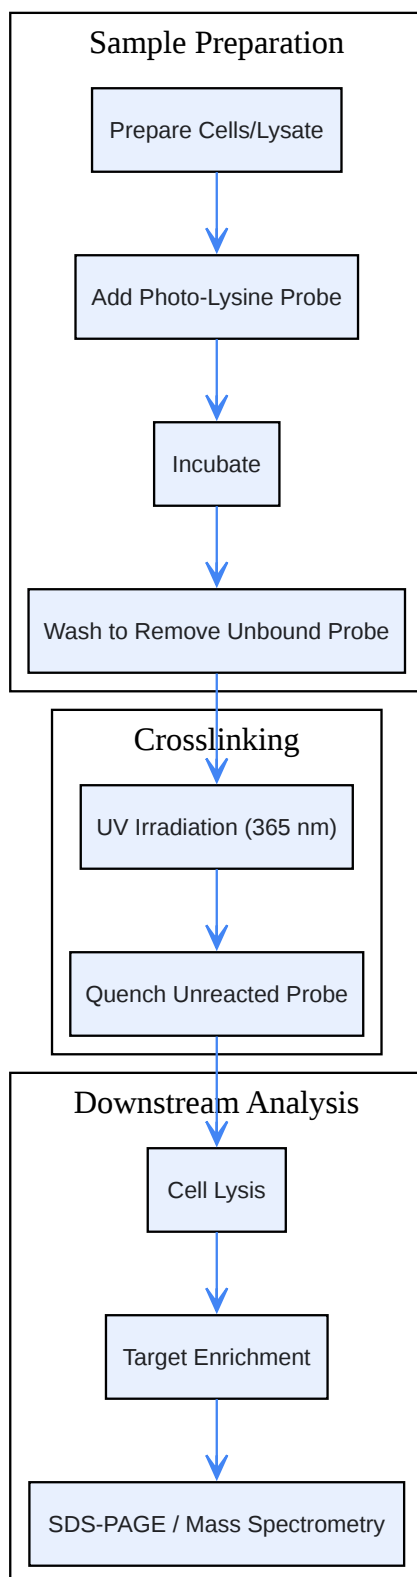 Sample Preparation
Prepare Cells/Lysate
Add Photo-Lysine Probe
Incubate
Wash to Remove Unbound Probe
Crosslinking
UV Irradiation (365 nm)
Quench Unreacted Probe
Downstream Analysis
Cell Lysis
Target Enrichment
SDS-PAGE / Mass Spectrometry